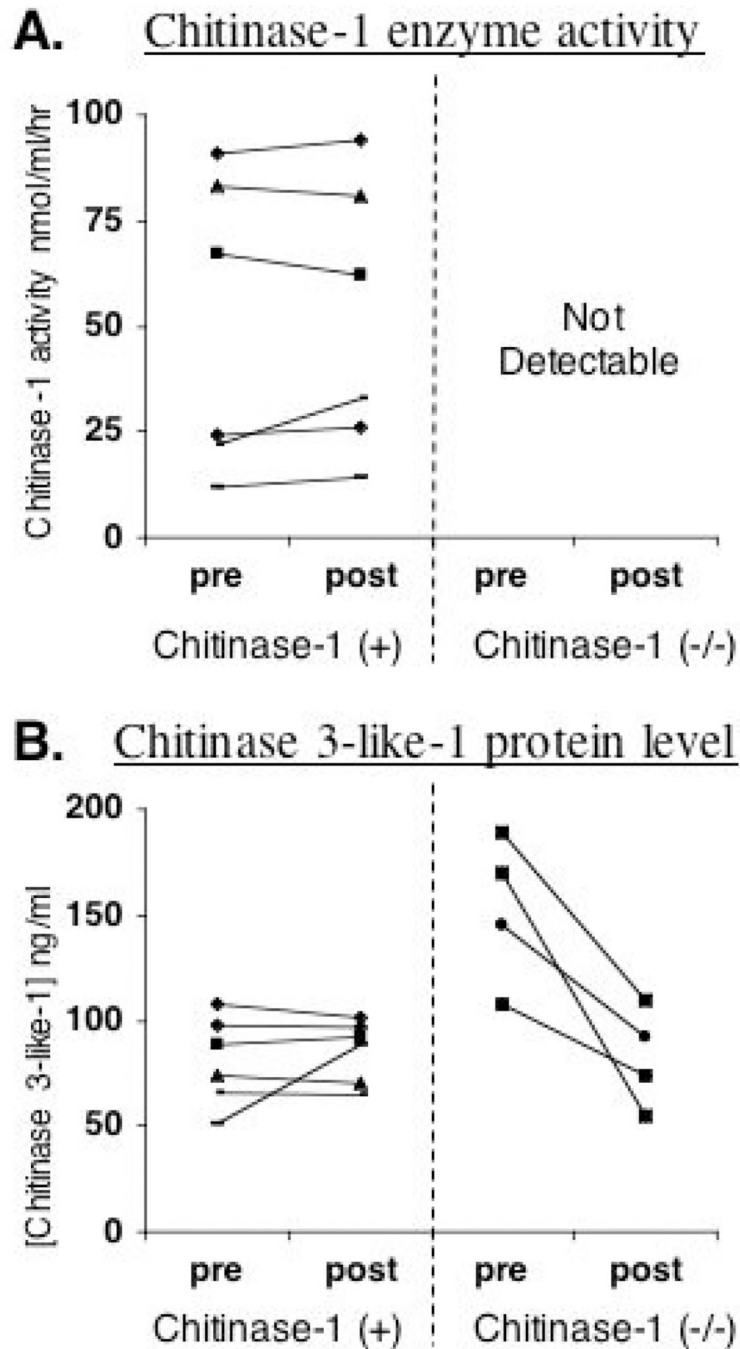 A. Chitinase-1 enzyme activity
Chitinase-1 activity nmol/ml/hr
100
75
50
25
0
Not
Detectable
pre post pre post
Chitinase-1 (+) Chitinase-1 (-/-)
B. Chitinase 3-like-1 protein level
[Chitinase 3-like-1] ng/ml
200
150
100
50
0
pre post pre post
Chitinase-1 (+) Chitinase-1 (-/-)